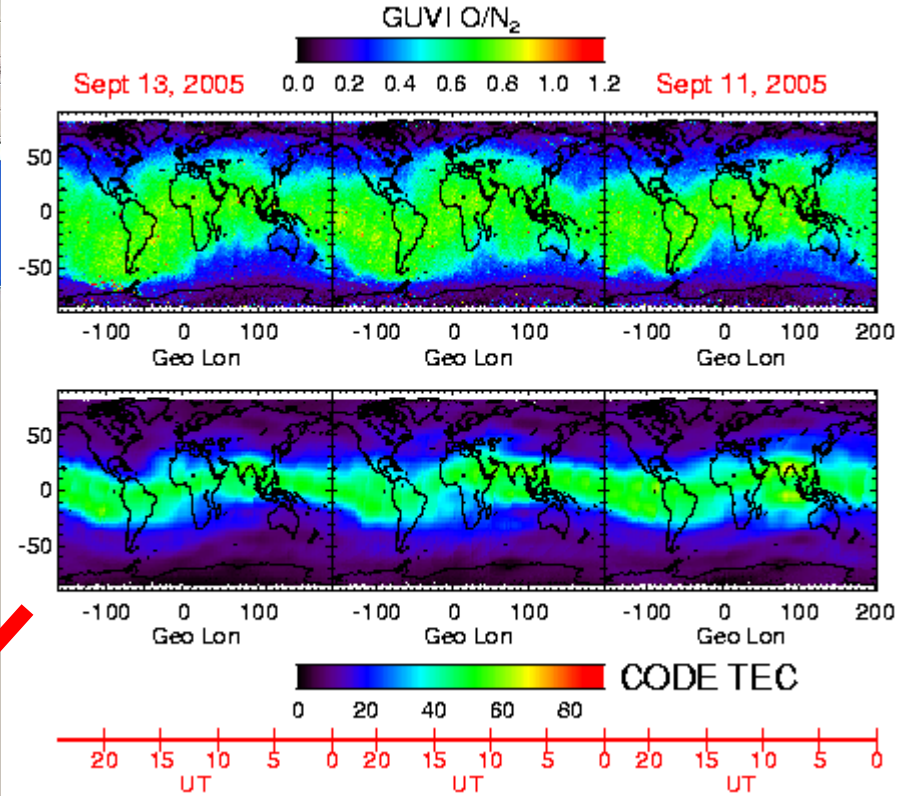 GUVI O/N2
Sept 13, 2005 0.0 0.2 0.4 0.6 0.8 1.0 1.2 Sept 11, 2005
50
0
-50
-100 0 100 -100 0 100 -100 0 100 200
Geo Lon Geo Lon Geo Lon
50
0
-50
-100 0 100 -100 0 100 -100 0 100 200
Geo Lon Geo Lon Geo Lon
CODE TEC
0 20 40 60 80
20 15 10 5 0 20 15 10 5 0 20 15 10 5 0
UT UT UT